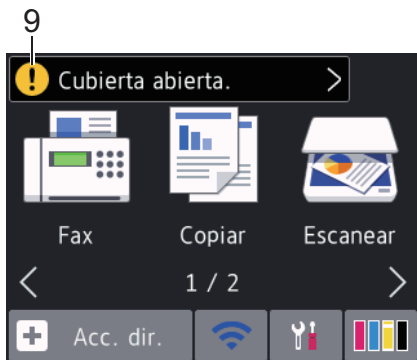 9
Cubierta abierta.
Fax Copiar Escanear
1 / 2
Acc. dir.